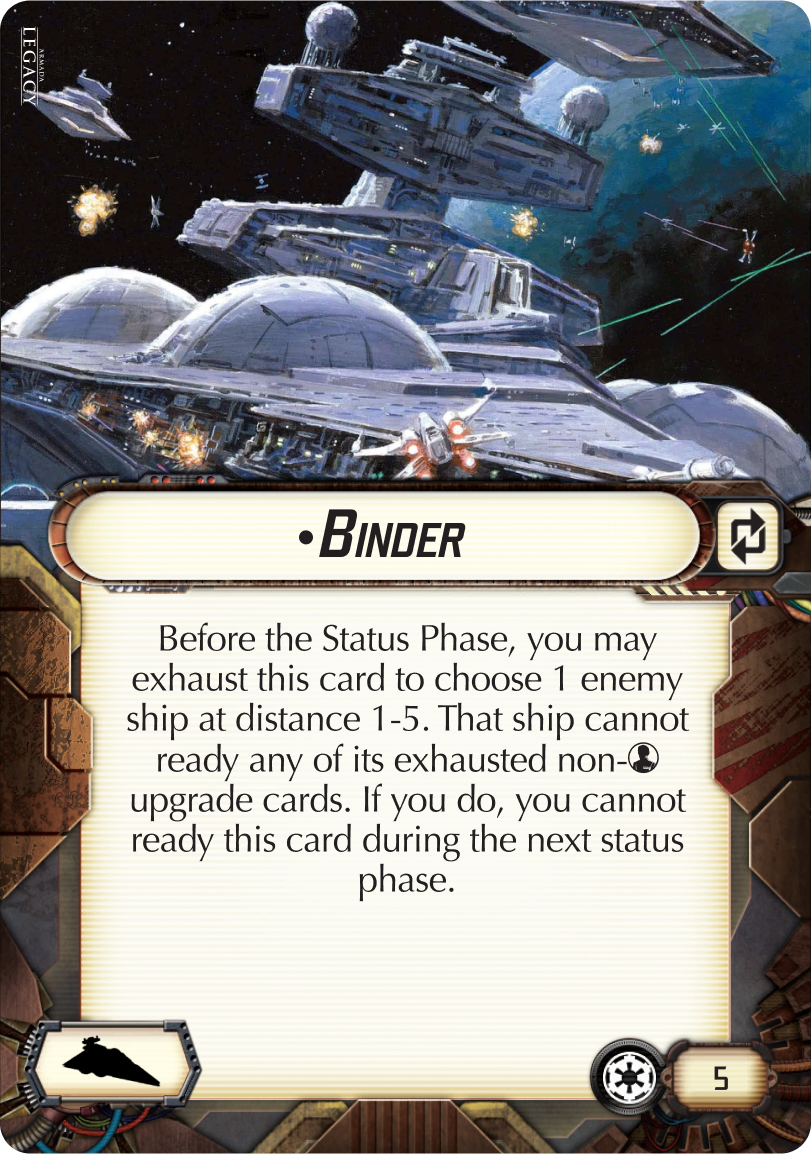 ARMADA
LEGACY
•BINDER
Before the Status Phase, you may
exhaust this card to choose 1 enemy
ship at distance 1-5. That ship cannot
ready any of its exhausted non-
upgrade cards. If you do, you cannot
ready this card during the next status
phase.
5